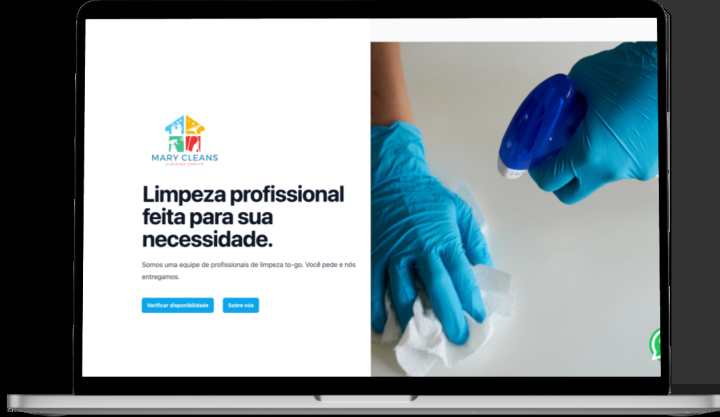 MARY CLEANS
CLEANING SERVICE
Limpeza profissional
feita para sua
necessidade.
Somos uma equipe de profissionais de limpeza to-go. Você pede e nós
entregamos.
Verificar disponibilidade Sobre nós